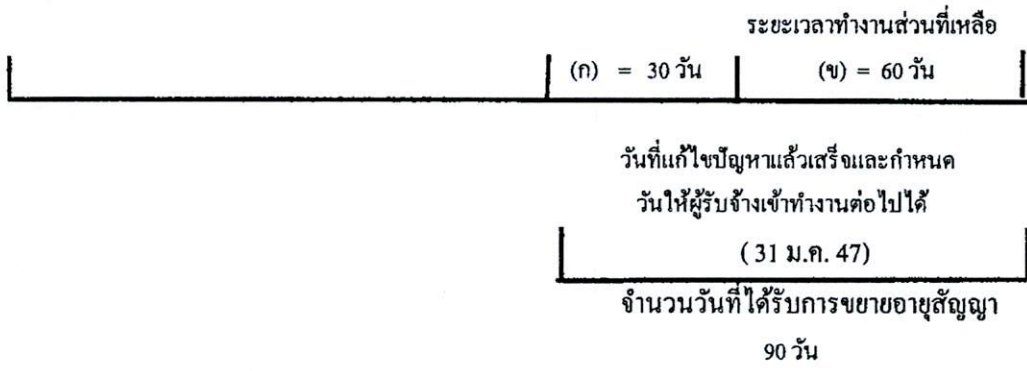 ระยะเวลาทำงานส่วนที่เหลือ
(ก) = 30 วัน (ข) = 60 วัน
วันที่แก้ไขปัญหาแล้วเสร็จและกำหนด
วันให้ผู้รับจ้างเข้าทำงานต่อไปได้
( 31 ม.ค. 47)
จำนวนวันที่ได้รับการขยายอายุสัญญา
90 วัน